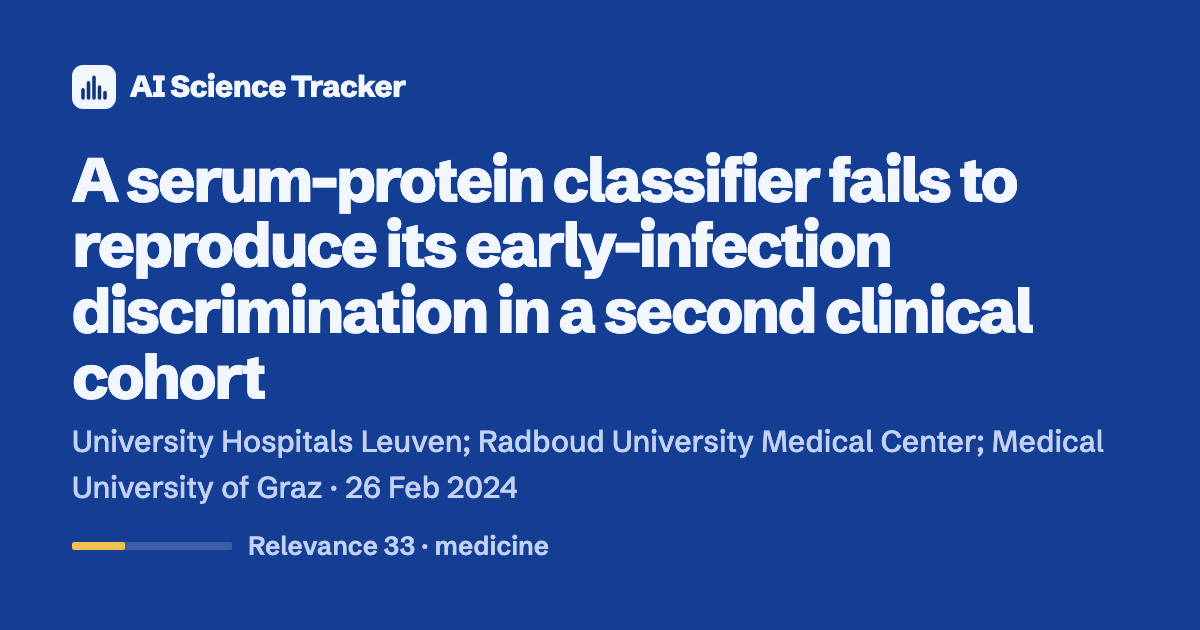 AI Science Tracker
A serum-protein classifier fails to
reproduce its early-infection
discrimination in a second clinical
cohort
University Hospitals Leuven; Radboud University Medical Center; Medical
University of Graz · 26 Feb 2024
Relevance 33 · medicine